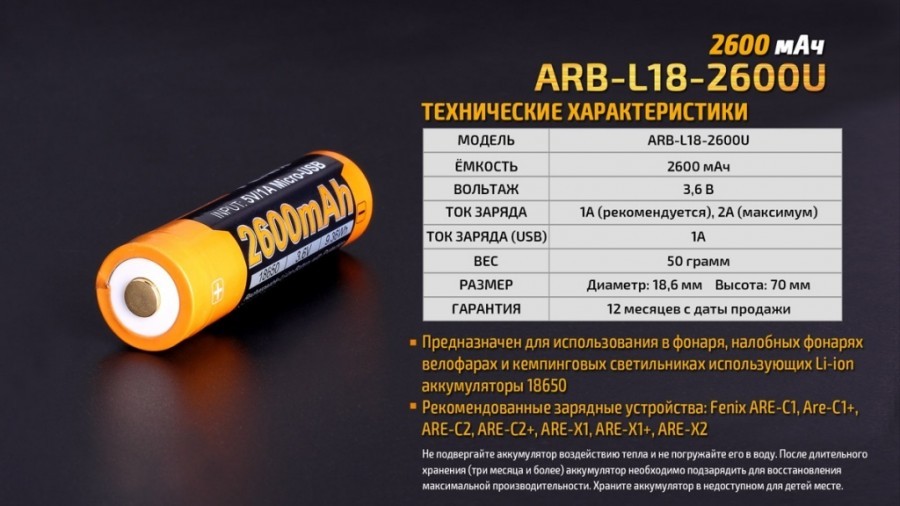 2600 мАч
ARB-L18-2600U
ТЕХНИЧЕСКИЕ ХАРАКТЕРИСТИКИ
МОДЕЛЬ ARB-L18-2600U
ЁМКОСТЬ 2600 мАч
ВОЛЬТАЖ 3,6 В
ТОК ЗАРЯДА 1А (рекомендуется), 2А (максимум)
ТОК ЗАРЯДА (USB) 1А
ВЕС 50 грамм
РАЗМЕР Диаметр: 18,6 мм Высота: 70 мм
ГАРАНТИЯ 12 месяцев с даты продажи
▪ Предназначен для использования в фонаря, налобных фонарях
велофарах и кемпинговых светильниках использующих Li-ion
аккумуляторы 18650
▪ Рекомендованные зарядные устройства: Fenix ARE-C1, Are-C1+,
ARE-C2, ARE-C2+, ARE-X1, ARE-X1+, ARE-X2
Не подвергайте аккумулятор воздействию тепла и не погружайте его в воду. После длительного
хранения (три месяца и более) аккумулятор необходимо подзарядить для восстановления
максимальной производительности. Храните аккумулятор в недоступном для детей месте.
INPUT: 5V/1A Micro-USB
2600mAh
18650 3.6V 9.36Wh
+